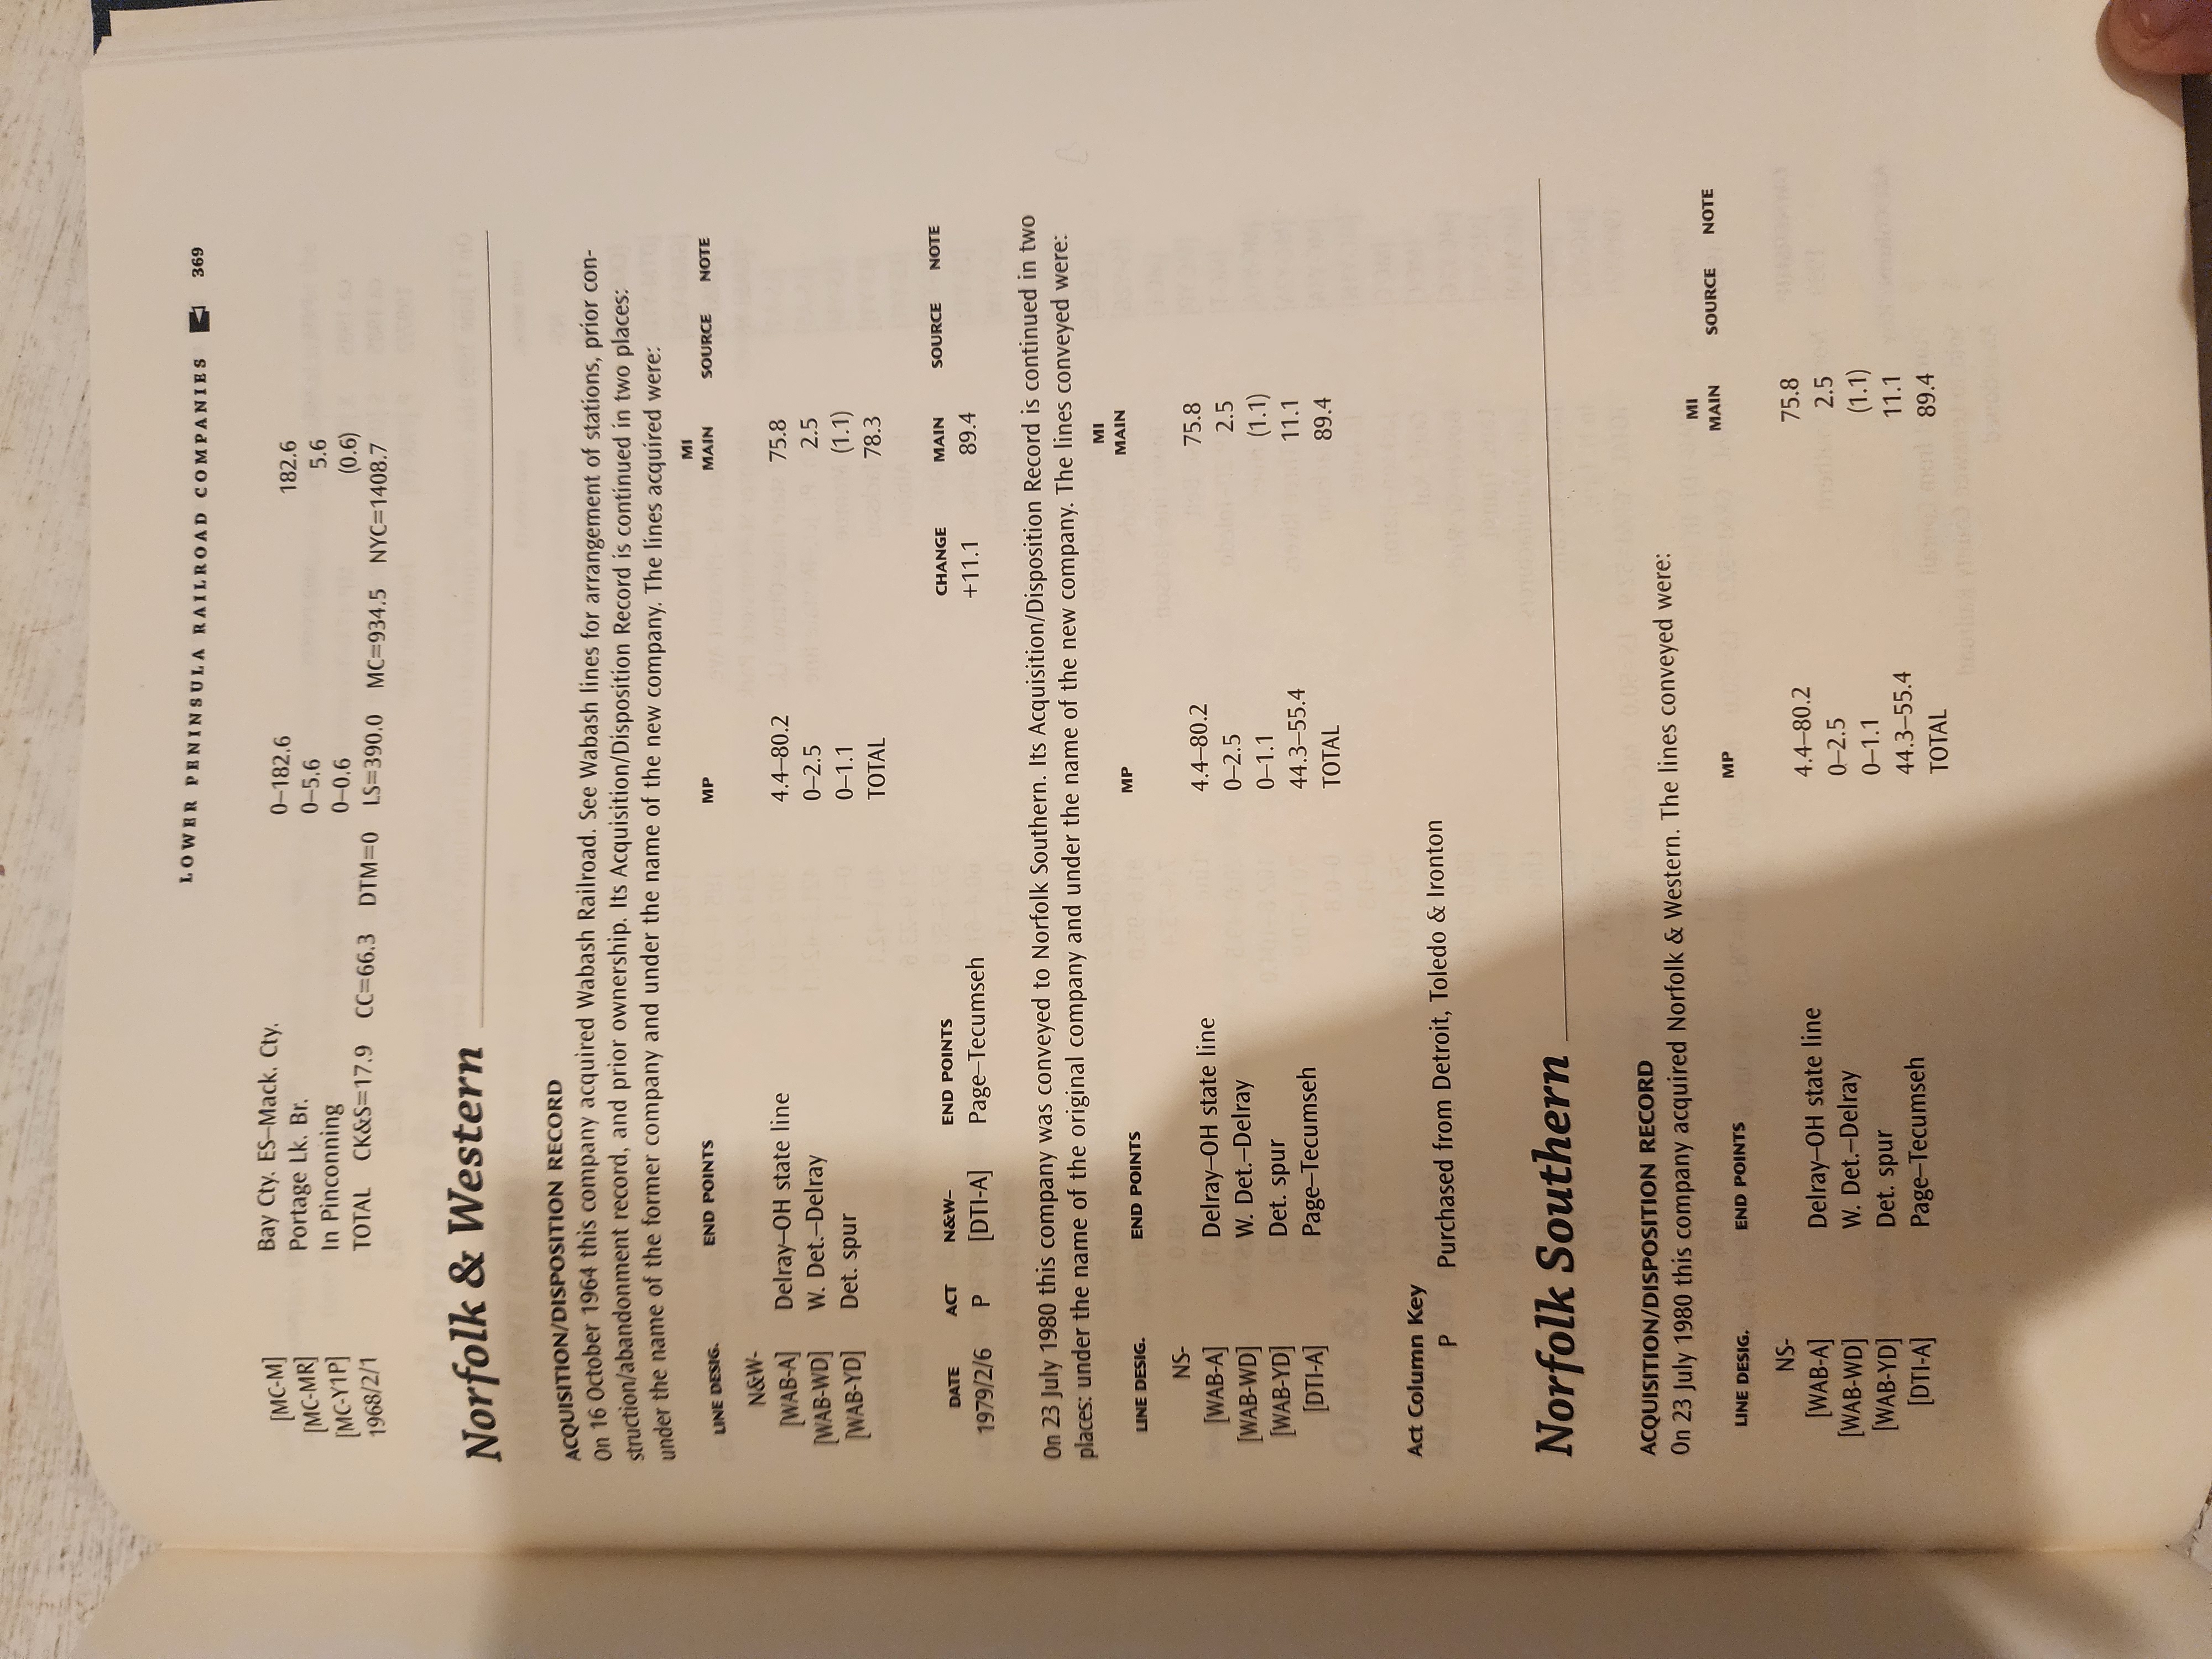 LOWER PENINSULA RAILROAD COMPANIES 369
[MC-M] Bay Cty. ES–Mack. Cty. 0–182.6 182.6
[MC-MR] Portage Lk. Br. 0–5.6 5.6
[MC-Y1P] In Pinconning 0–0.6 (0.6)
1968/2/1 TOTAL CK&S=17.9 CC=66.3 DTM=0 LS=390.0 MC=934.5 NYC=1408.7
Norfolk & Western
ACQUISITION/DISPOSITION RECORD
On 16 October 1964 this company acquired Wabash Railroad. See Wabash lines for arrangement of stations, prior con-
struction/abandonment record, and prior ownership. Its Acquisition/Disposition Record is continued in two places:
under the name of the former company and under the name of the new company. The lines acquired were:
MI
LINE DESIG. END POINTS MP MAIN SOURCE NOTE
N&W-
[WAB-A] Delray–OH state line 4.4–80.2 75.8
[WAB-WD] W. Det.–Delray 0–2.5 2.5
[WAB-YD] Det. spur 0–1.1 (1.1)
TOTAL 78.3
DATE ACT N&W- END POINTS CHANGE MAIN SOURCE NOTE
1979/2/6 P [DTI-A] Page–Tecumseh +11.1 89.4
On 23 July 1980 this company was conveyed to Norfolk Southern. Its Acquisition/Disposition Record is continued in two
places: under the name of the original company and under the name of the new company. The lines conveyed were:
MI
LINE DESIG. END POINTS MP MAIN
NS-
[WAB-A] Delray–OH state line 4.4–80.2 75.8
[WAB-WD] W. Det.–Delray 0–2.5 2.5
[WAB-YD] Det. spur 0–1.1 (1.1)
[DTI-A] Page–Tecumseh 44.3–55.4 11.1
TOTAL 89.4
Act Column Key
P Purchased from Detroit, Toledo & Ironton
Norfolk Southern
ACQUISITION/DISPOSITION RECORD
On 23 July 1980 this company acquired Norfolk & Western. The lines conveyed were:
MI
LINE DESIG. END POINTS MP MAIN SOURCE NOTE
NS-
[WAB-A] Delray–OH state line 4.4–80.2 75.8
[WAB-WD] W. Det.–Delray 0–2.5 2.5
[WAB-YD] Det. spur 0–1.1 (1.1)
[DTI-A] Page–Tecumseh 44.3–55.4 11.1
TOTAL 89.4